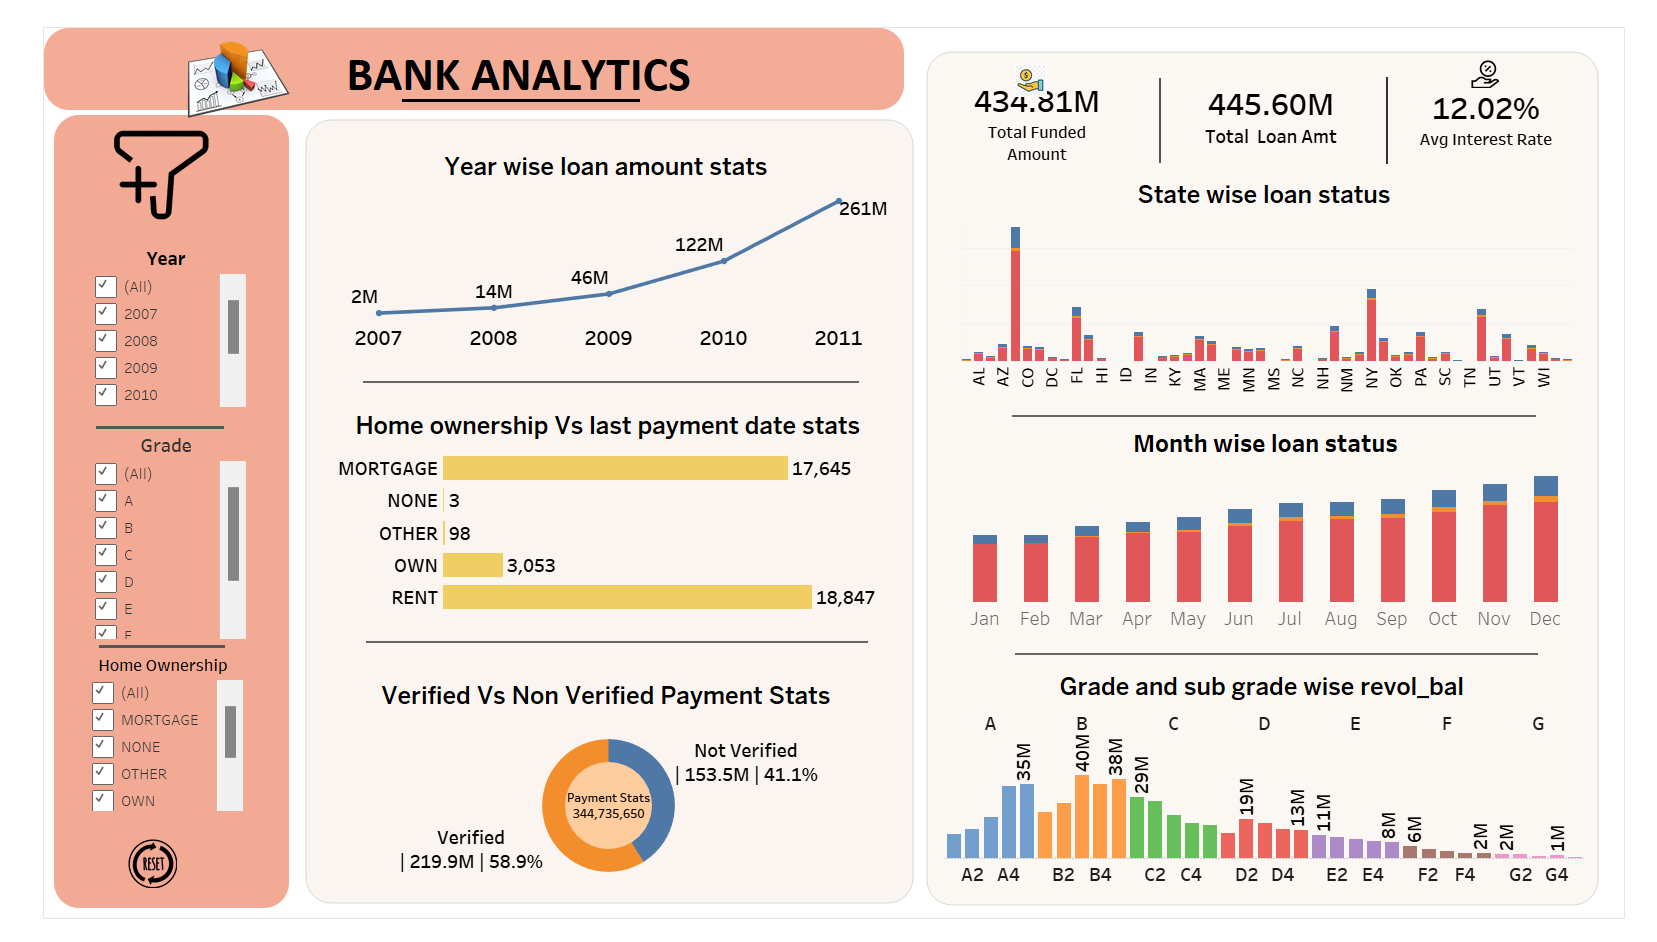 BANK ANALYTICS
Year
(All)
2007
2008
2009
2010
Grade
(All)
A
B
C
D
E
F
Home Ownership
(All)
MORTGAGE
NONE
OTHER
OWN
RESET
Year wise loan amount stats
2M
14M
46M
122M
261M
2007 2008 2009 2010 2011
Home ownership Vs last payment date stats
MORTGAGE 17,645
NONE 3
OTHER 98
OWN 3,053
RENT 18,847
Verified Vs Non Verified Payment Stats
Not Verified
| 153.5M | 41.1%
Payment Stats
344,735,650
Verified
| 219.9M | 58.9%
434.81M
Total Funded
Amount
445.60M
Total Loan Amt
12.02%
Avg Interest Rate
State wise loan status
AL AZ CO DC FL HI ID IN KY MA ME MN MS NC NH NM NY OK PA SC TN UT VT WI
Month wise loan status
Jan Feb Mar Apr May Jun Jul Aug Sep Oct Nov Dec
Grade and sub grade wise revol_bal
A B C D E F G
35M 40M 38M 29M 19M 13M 11M 8M 6M 2M 2M 1M
A2 A4 B2 B4 C2 C4 D2 D4 E2 E4 F2 F4 G2 G4